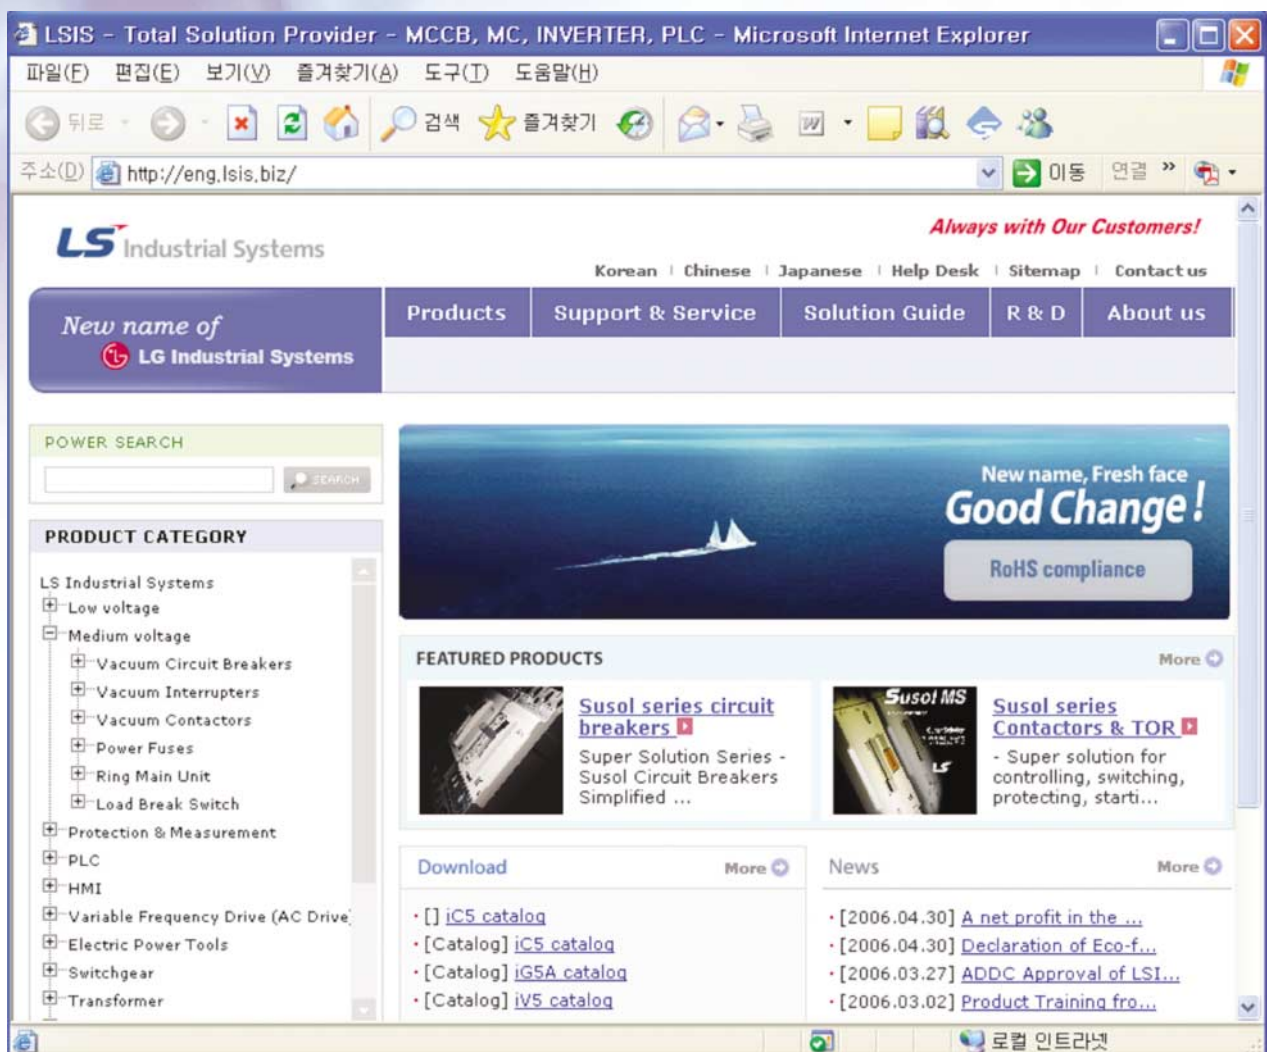 LSIS - Total Solution Provider - MCCB, MC, INVERTER, PLC - Microsoft Internet Explorer
파일(F) 편집(E) 보기(V) 즐겨찾기(A) 도구(T) 도움말(H)
뒤로 검색 즐겨찾기
주소(D) http://eng.lsis.biz/ 이동 연결 »
LS Industrial Systems
Always with Our Customers!
Korean | Chinese | Japanese | Help Desk | Sitemap | Contact us
New name of
LG Industrial Systems
Products Support & Service Solution Guide R & D About us
POWER SEARCH
SEARCH
PRODUCT CATEGORY
LS Industrial Systems
Low voltage
Medium voltage
Vacuum Circuit Breakers
Vacuum Interrupters
Vacuum Contactors
Power Fuses
Ring Main Unit
Load Break Switch
Protection & Measurement
PLC
HMI
Variable Frequency Drive (AC Drive)
Electric Power Tools
Switchgear
Transformer
New name, Fresh face
Good Change!
RoHS compliance
FEATURED PRODUCTS More
Susol series circuit
breakers
Super Solution Series -
Susol Circuit Breakers
Simplified ...
Susol MS
LS
Susol series
Contactors & TOR
- Super solution for
controlling, switching,
protecting, starti...
Download More
· [] iC5 catalog
· [Catalog] iC5 catalog
· [Catalog] iG5A catalog
· [Catalog] iV5 catalog
News More
· [2006.04.30] A net profit in the ...
· [2006.04.30] Declaration of Eco-f...
· [2006.03.27] ADDC Approval of LSI...
· [2006.03.02] Product Training fro...
로컬 인트라넷